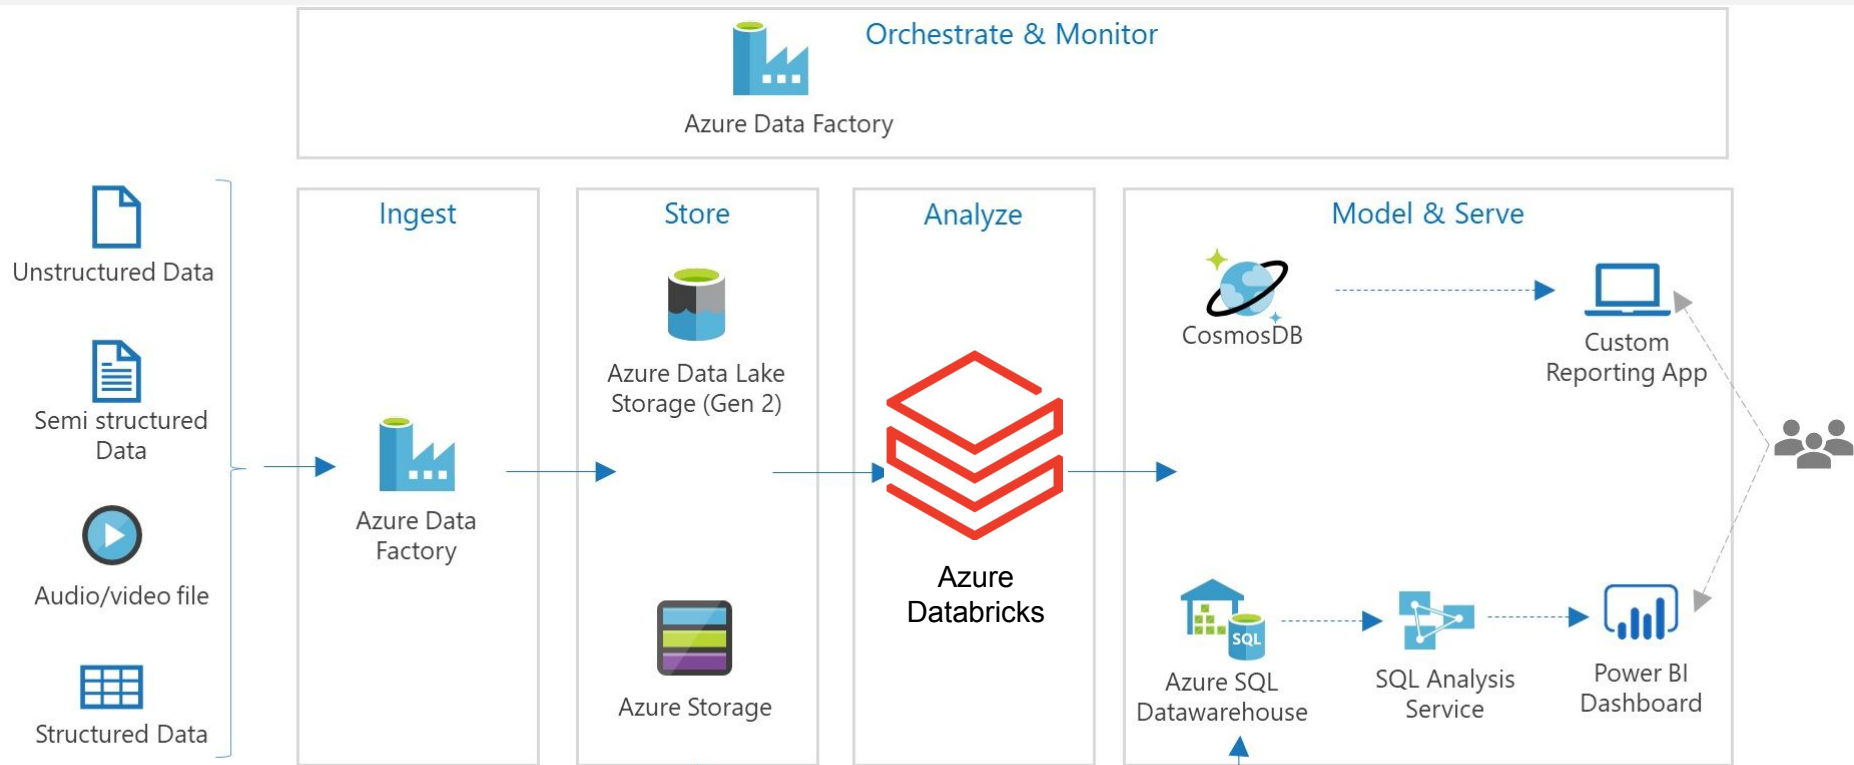 Orchestrate & Monitor
Azure Data Factory
Unstructured Data
Semi structured
Data
Audio/video file
Structured Data
Ingest
Azure Data
Factory
Store
Azure Data Lake
Storage (Gen 2)
Azure Storage
Analyze
Azure
Databricks
Model & Serve
CosmosDB
Custom
Reporting App
SQL
Azure SQL
Datawarehouse
SQL Analysis
Service
Power BI
Dashboard